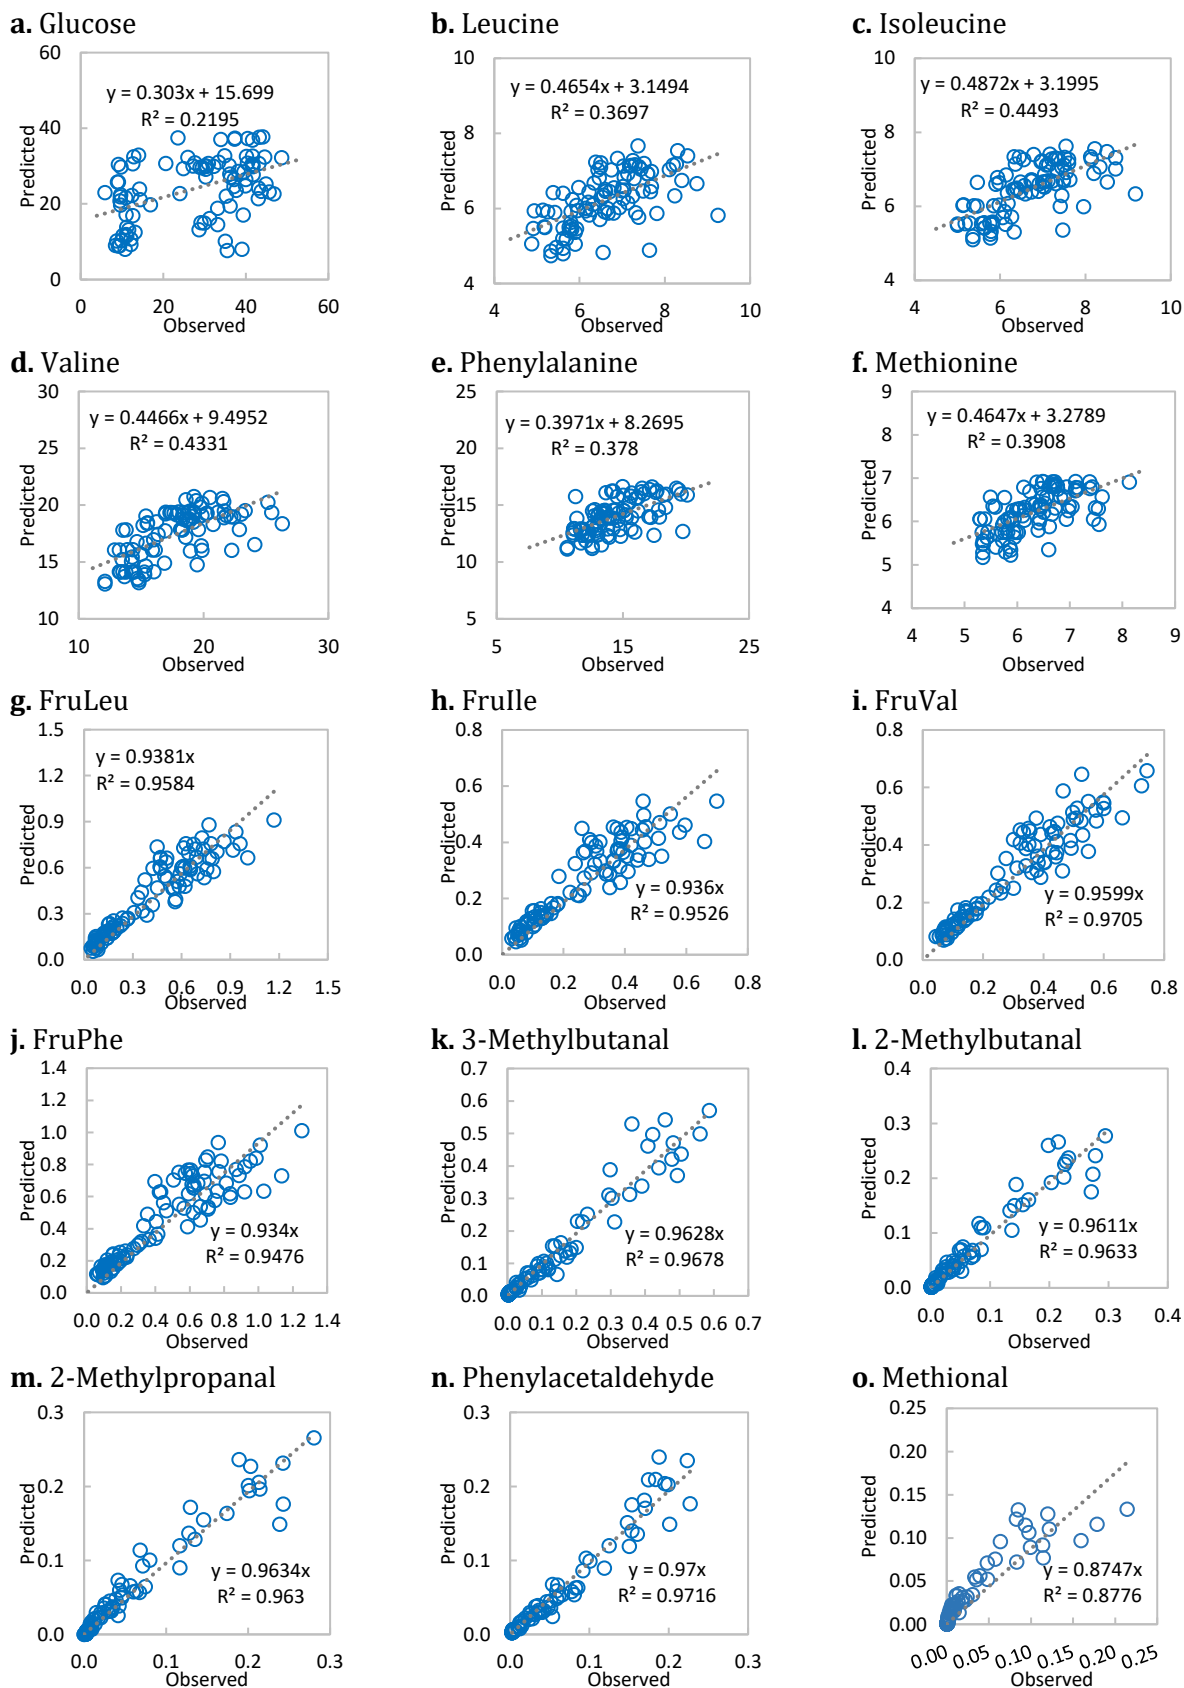 a. Glucose
60
40
20
0
0
20
40
60
Predicted
Observed
y = 0.303x + 15.699
R² = 0.2195
b. Leucine
10
8
6
4
4
6
8
10
Predicted
Observed
y = 0.4654x + 3.1494
R² = 0.3697
c. Isoleucine
10
8
6
4
4
6
8
10
Predicted
Observed
y = 0.4872x + 3.1995
R² = 0.4493
d. Valine
30
25
20
15
10
10
20
30
Predicted
Observed
y = 0.4466x + 9.4952
R² = 0.4331
e. Phenylalanine
25
20
15
10
5
5
15
25
Predicted
Observed
y = 0.3971x + 8.2695
R² = 0.378
f. Methionine
9
8
7
6
5
4
4
5
6
7
8
9
Predicted
Observed
y = 0.4647x + 3.2789
R² = 0.3908
g. FruLeu
1.5
1.2
0.9
0.6
0.3
0.0
0.0
0.3
0.6
0.9
1.2
1.5
Predicted
Observed
y = 0.9381x
R² = 0.9584
h. FruIle
0.8
0.6
0.4
0.2
0.0
0.0
0.2
0.4
0.6
0.8
Predicted
Observed
y = 0.936x
R² = 0.9526
i. FruVal
0.8
0.6
0.4
0.2
0.0
0.0
0.2
0.4
0.6
0.8
Predicted
Observed
y = 0.9599x
R² = 0.9705
j. FruPhe
1.4
1.2
1.0
0.8
0.6
0.4
0.2
0.0
0.0
0.2
0.4
0.6
0.8
1.0
1.2
1.4
Predicted
Observed
y = 0.934x
R² = 0.9476
k. 3-Methylbutanal
0.7
0.6
0.5
0.4
0.3
0.2
0.1
0.0
0.0
0.1
0.2
0.3
0.4
0.5
0.6
0.7
Predicted
Observed
y = 0.9628x
R² = 0.9678
l. 2-Methylbutanal
0.4
0.3
0.2
0.1
0.0
0.0
0.1
0.2
0.3
0.4
Predicted
Observed
y = 0.9611x
R² = 0.9633
m. 2-Methylpropanal
0.3
0.2
0.1
0.0
0.0
0.1
0.2
0.3
Predicted
Observed
y = 0.9634x
R² = 0.963
n. Phenylacetaldehyde
0.3
0.2
0.1
0.0
0.0
0.1
0.2
0.3
Predicted
Observed
y = 0.97x
R² = 0.9716
o. Methional
0.25
0.20
0.15
0.10
0.05
0.00
0.00
0.05
0.10
0.15
0.20
0.25
Predicted
Observed
y = 0.8747x
R² = 0.8776